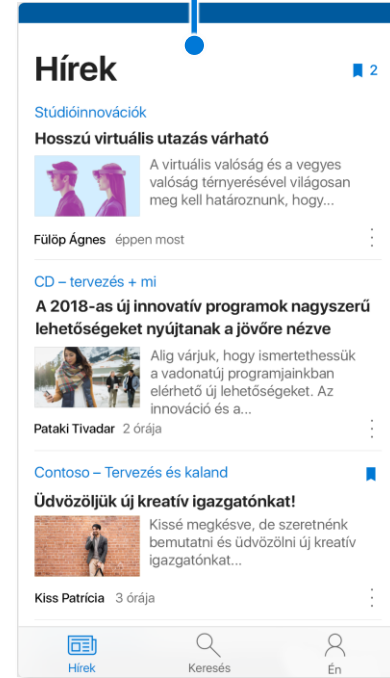 Hírek
2
Stúdióinnovációk
Hosszú virtuális utazás várható
A virtuális valóság és a vegyes
valóság térnyerésével világosan
meg kell határoznunk, hogy...
Fülöp Ágnes éppen most
CD – tervezés + mi
A 2018-as új innovatív programok nagyszerű
lehetőségeket nyújtanak a jövőre nézve
Alig várjuk, hogy ismertethessük
a vadonatúj programjainkban
elérhető új lehetőségeket. Az
innováció és a...
Pataki Tivadar 2 órája
Contoso – Tervezés és kaland
Üdvözöljük új kreatív igazgatónkat!
Kissé megkésve, de szeretnénk
bemutatni és üdvözölni új kreatív
igazgatónkat...
Kiss Patrícia 3 órája
Hírek
Keresés
Én